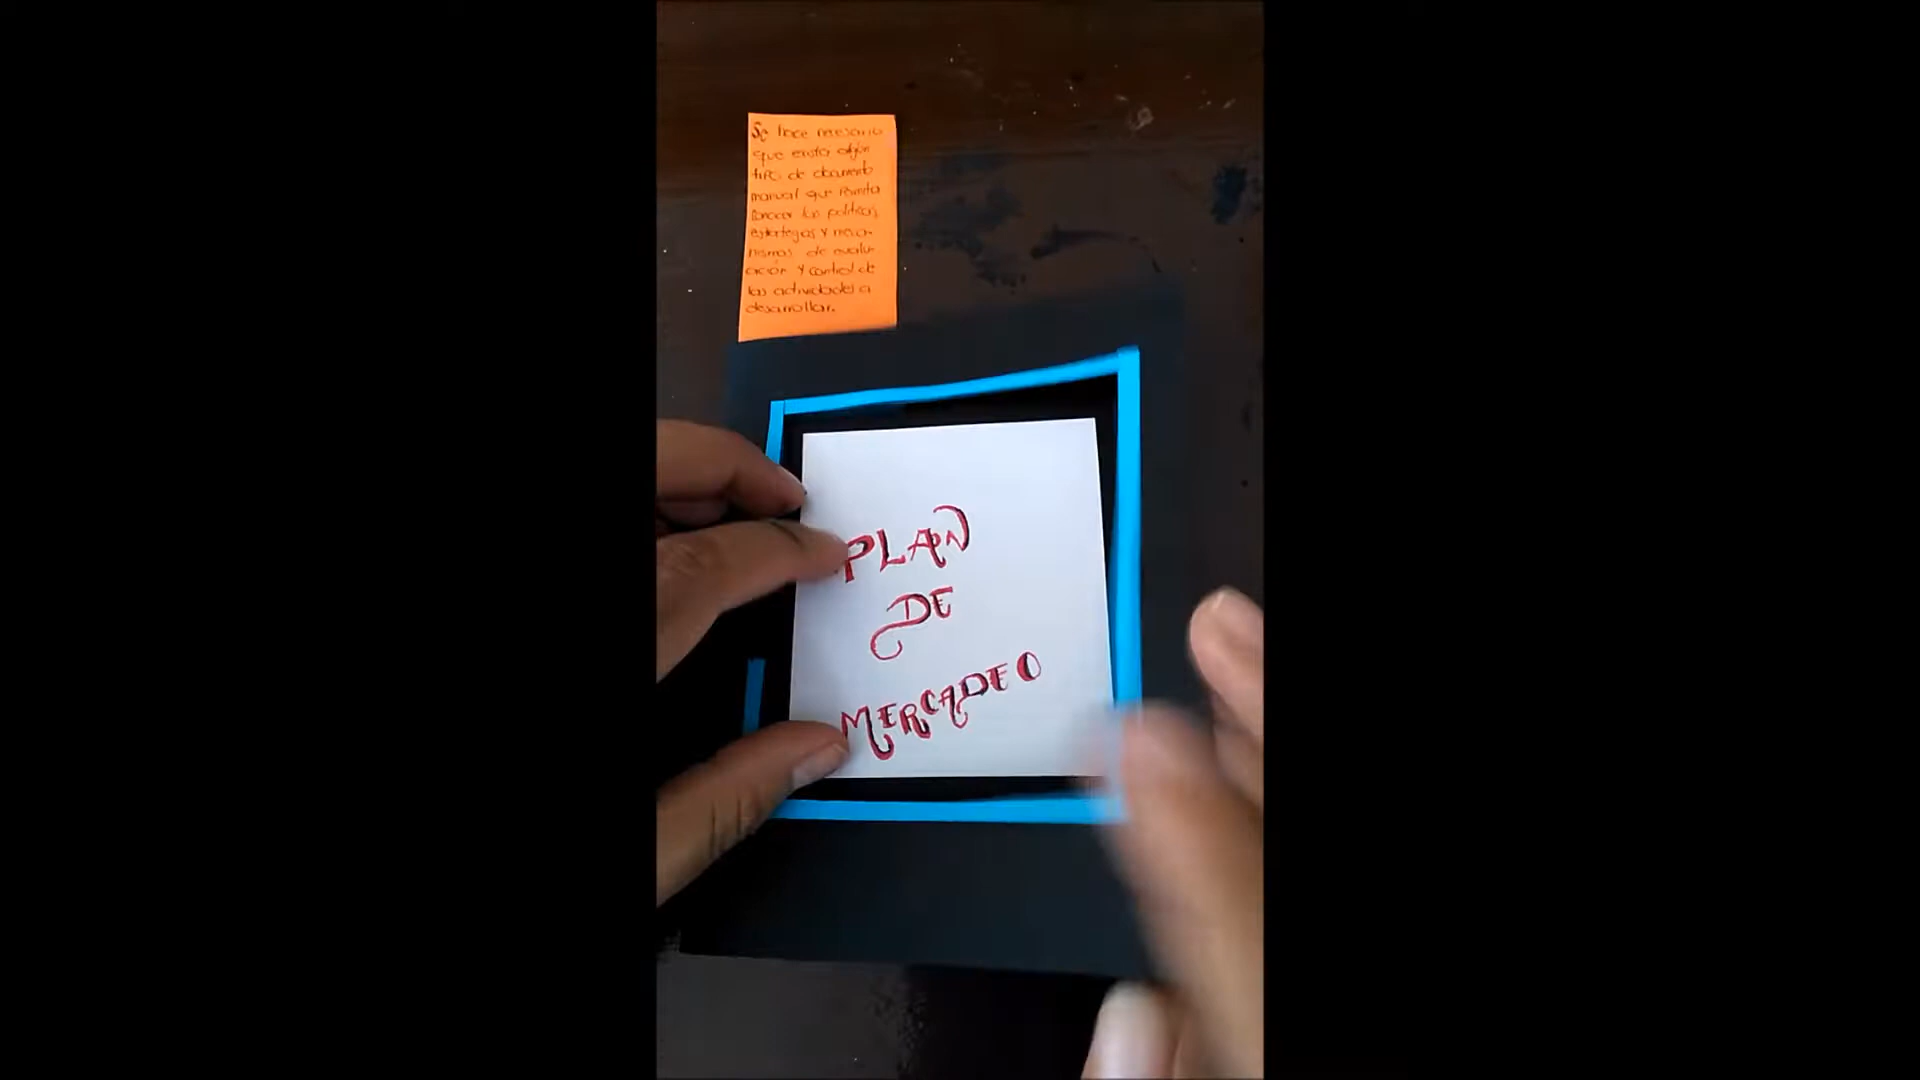 Se hace necesario
que exista algún
tipo de documento
manual que permita
conocer las políticas,
estrategias y meca-
nismos de evalu-
ación y control de
las actividades a
desarrollar.
PLAN
DE
MERCADEO